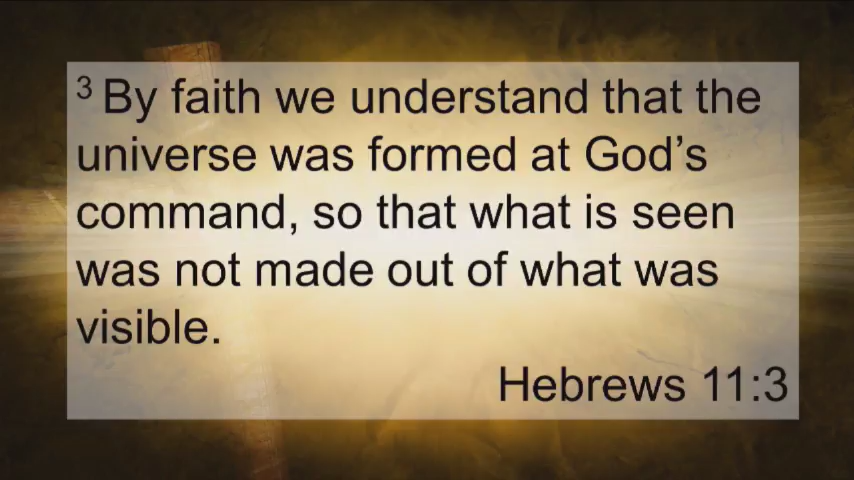 3 By faith we understand that the
universe was formed at God’s
command, so that what is seen
was not made out of what was
visible.
Hebrews 11:3